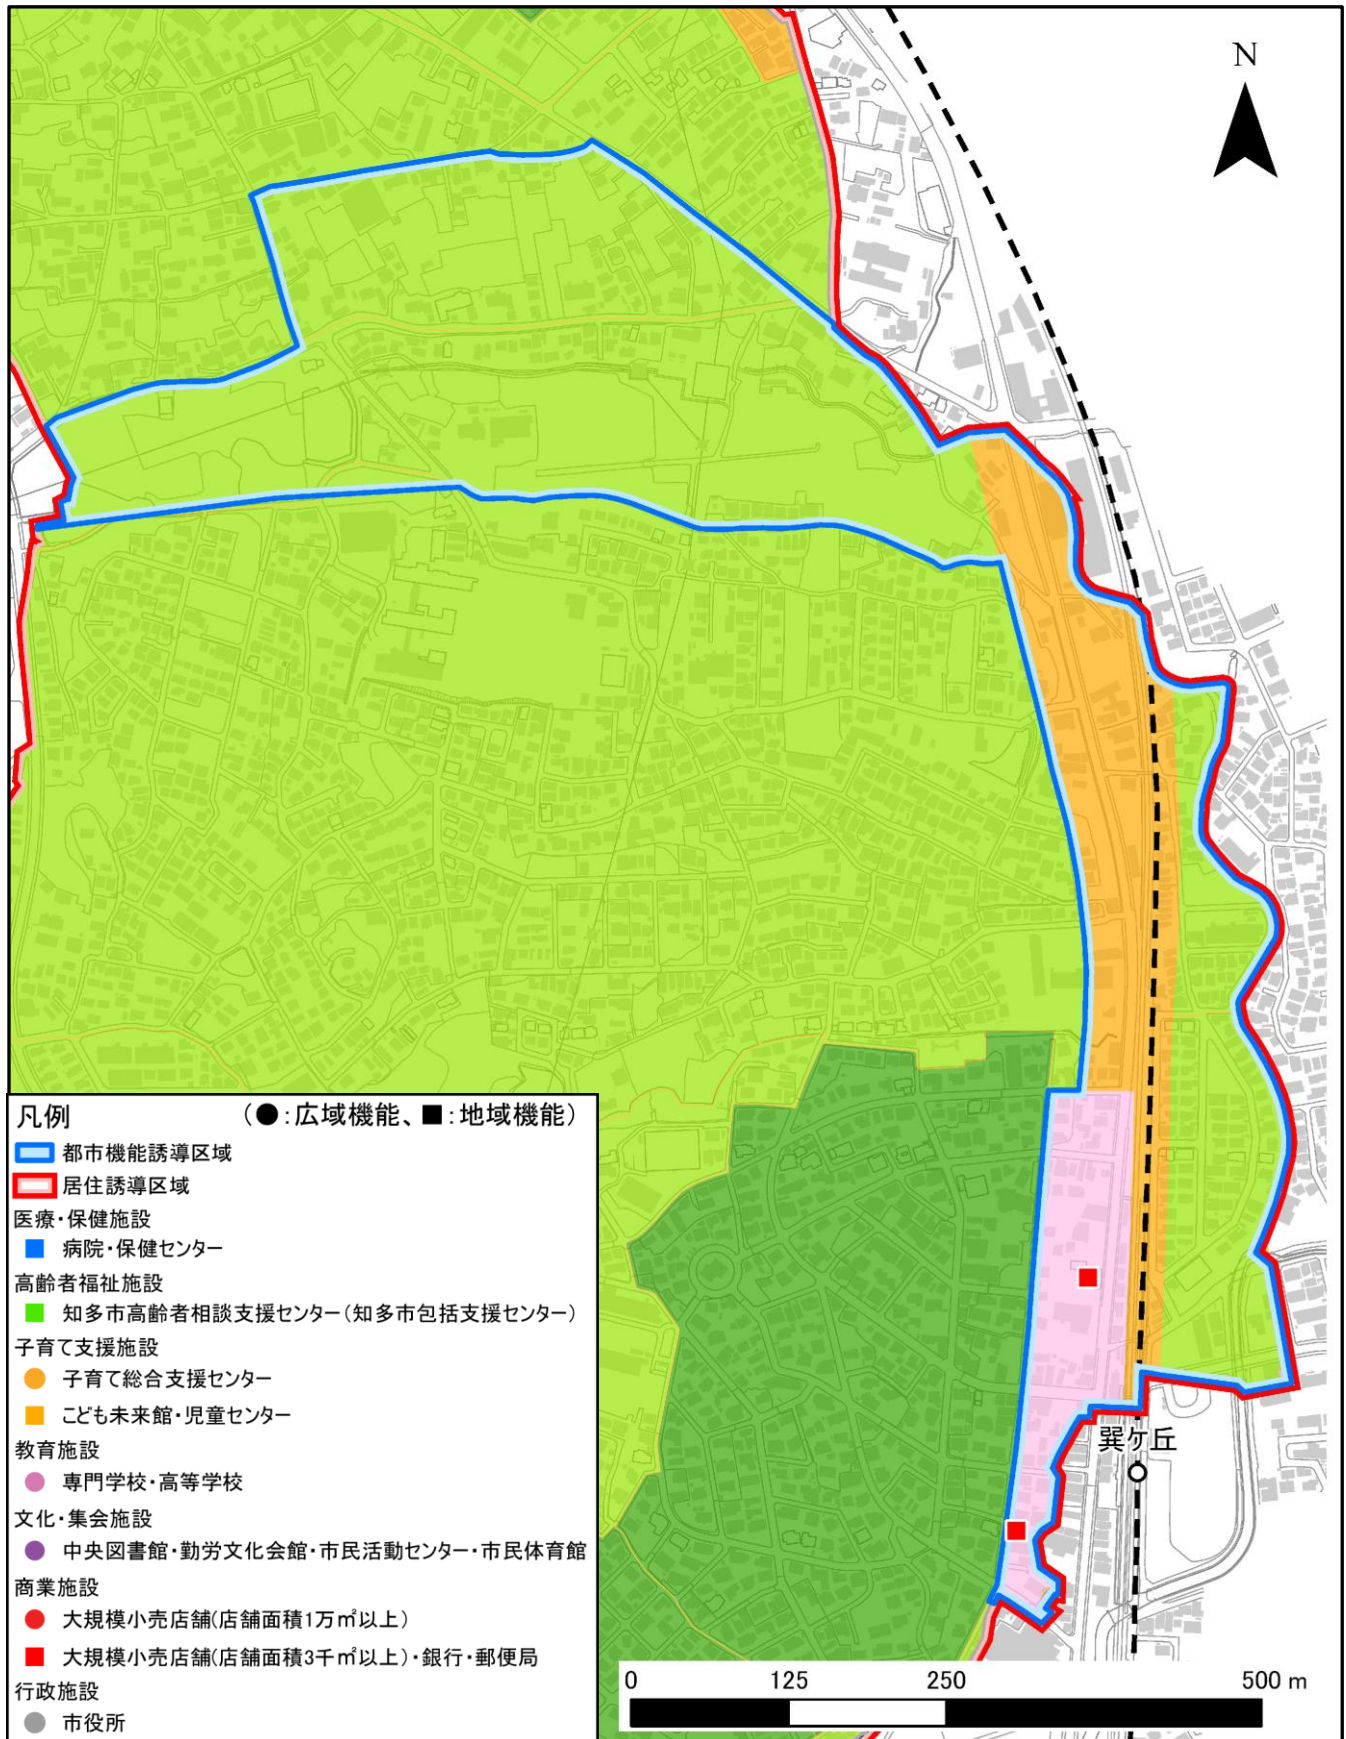 N
凡例 (●:広域機能、■:地域機能)
都市機能誘導区域
居住誘導区域
医療・保健施設
病院・保健センター
高齢者福祉施設
知多市高齢者相談支援センター(知多市包括支援センター)
子育て支援施設
子育て総合支援センター
こども未来館・児童センター
教育施設
専門学校・高等学校
文化・集会施設
中央図書館・勤労文化会館・市民活動センター・市民体育館
商業施設
大規模小売店舗(店舗面積1万㎡以上)
大規模小売店舗(店舗面積3千㎡以上)・銀行・郵便局
行政施設
市役所
巽ケ丘
0 125 250 500 m